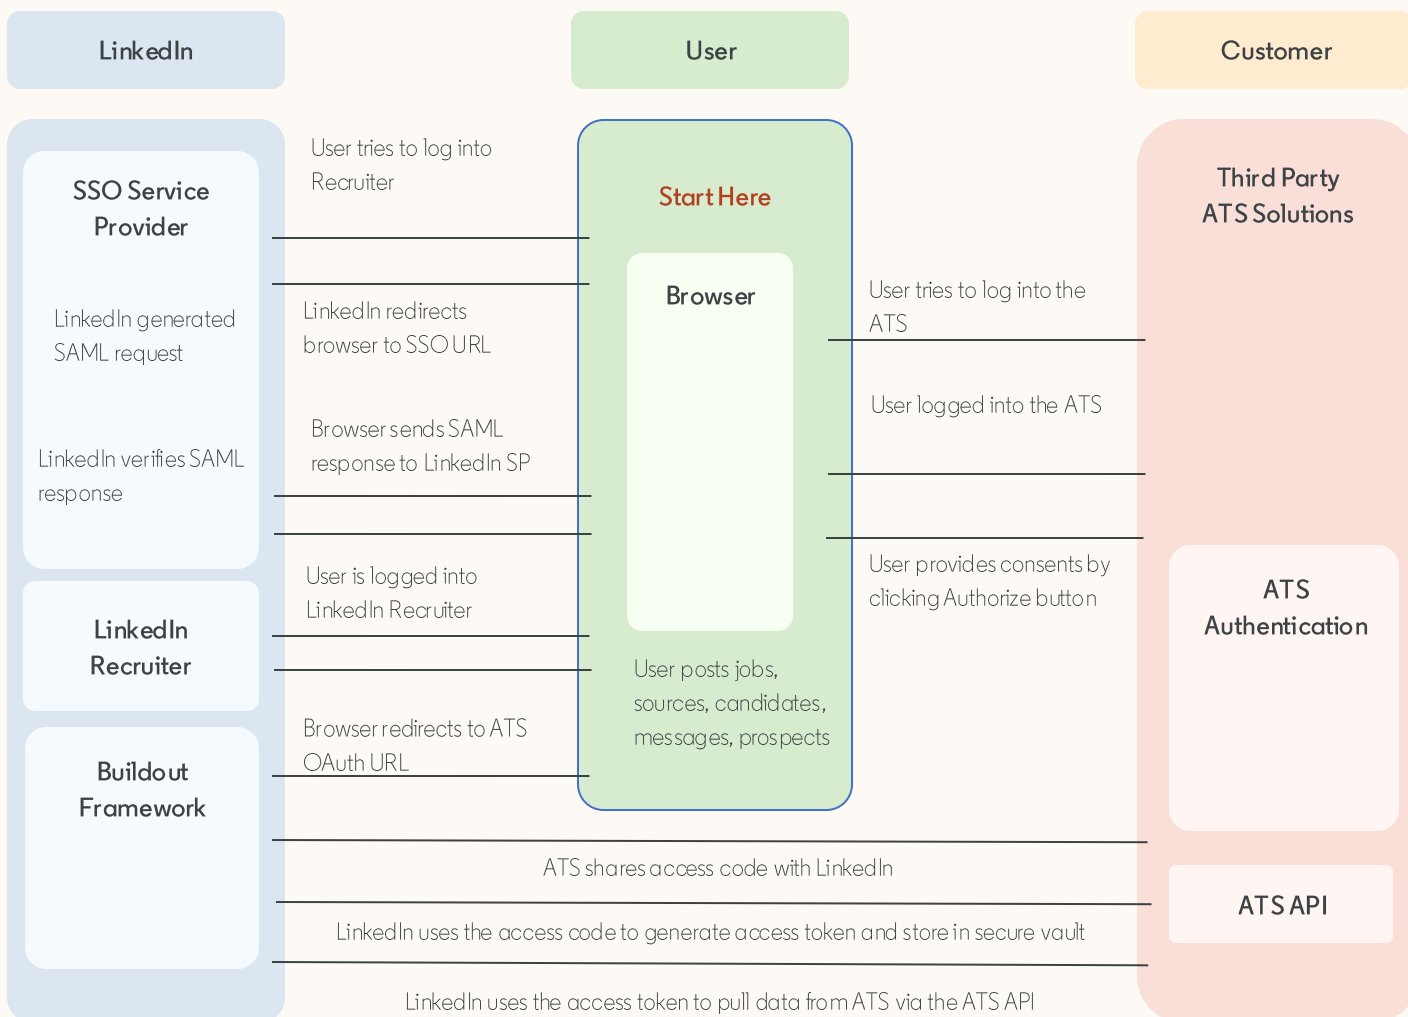 LinkedIn
User
Customer
SSO Service
Provider
LinkedIn generated
SAML request
LinkedIn verifies SAML
response
LinkedIn
Recruiter
Buildout
Framework
User tries to log into
Recruiter
LinkedIn redirects
browser to SSO URL
Browser sends SAML
response to LinkedIn SP
User is logged into
LinkedIn Recruiter
Browser redirects to ATS
OAuth URL
Start Here
Browser
User posts jobs,
sources, candidates,
messages, prospects
User tries to log into the
ATS
User logged into the ATS
User provides consents by
clicking Authorize button
Third Party
ATS Solutions
ATS
Authentication
ATS API
ATS shares access code with LinkedIn
LinkedIn uses the access code to generate access token and store in secure vault
LinkedIn uses the access token to pull data from ATS via the ATS API